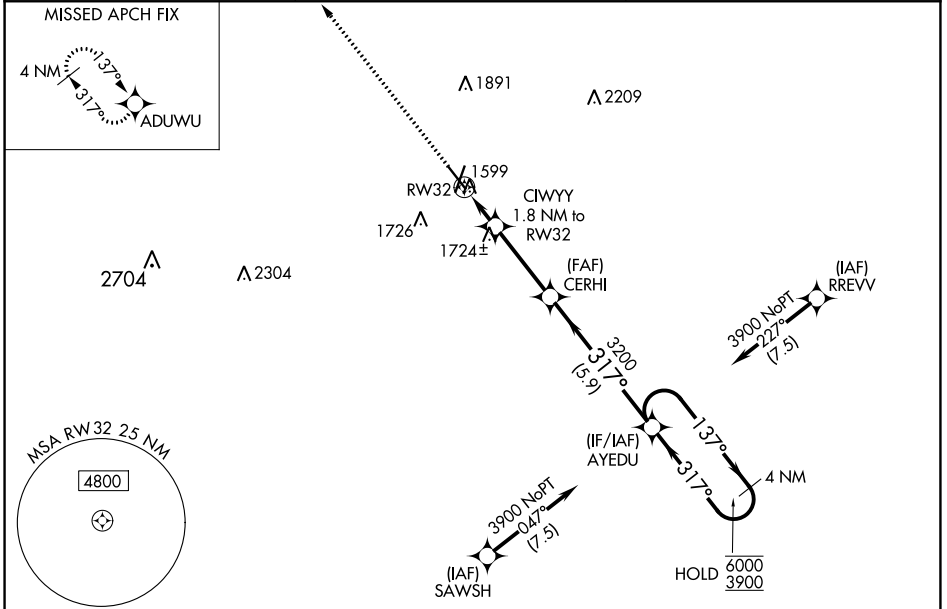 MISSED APCH FIX
4 NM
137°
317°
ADUWU
1891
2209
1599
RW32
CIWYY
1.8 NM to
RW32
1726
1724±
2704
2304
(FAF)
CERHI
(IAF)
RREVV
3900 NoPT
227°
(7.5)
3200
317°
(5.9)
(IF/IAF)
AYEDU
137°
317°
4 NM
HOLD
6000
3900
MSA RW32 25 NM
4800
3900 NoPT
047°
(7.5)
(IAF)
SAWSH